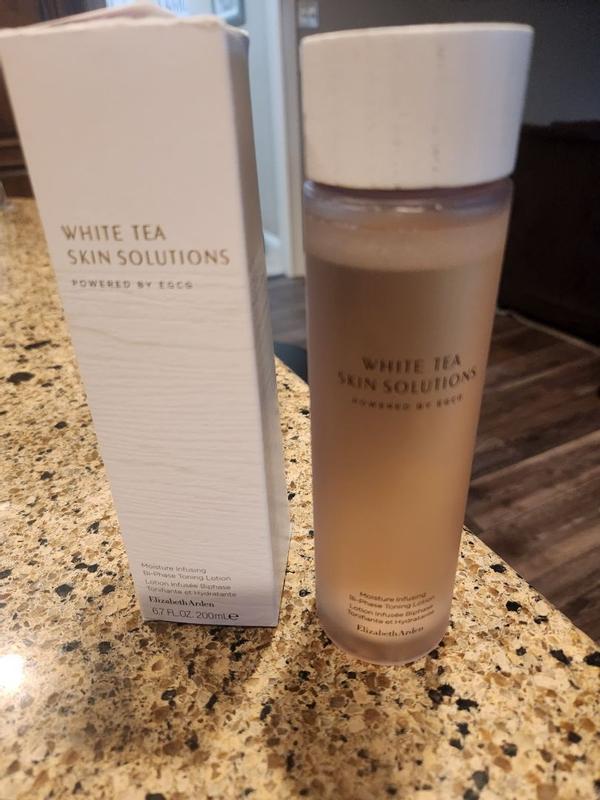 WHITE TEA
SKIN SOLUTIONS
POWERED BY EGCG
Moisture Infusing
Bi-Phase Toning Lotion
Lotion Infusée Biphase
Tonifiante et Hydratante
Elizabeth Arden
6.7 FL.OZ. 200mL e
WHITE TEA
SKIN SOLUTIONS
POWERED BY EGCG
Moisture Infusing
Bi-Phase Toning Lotion
Lotion Infusée Biphase
Tonifiante et Hydratante
Elizabeth Arden